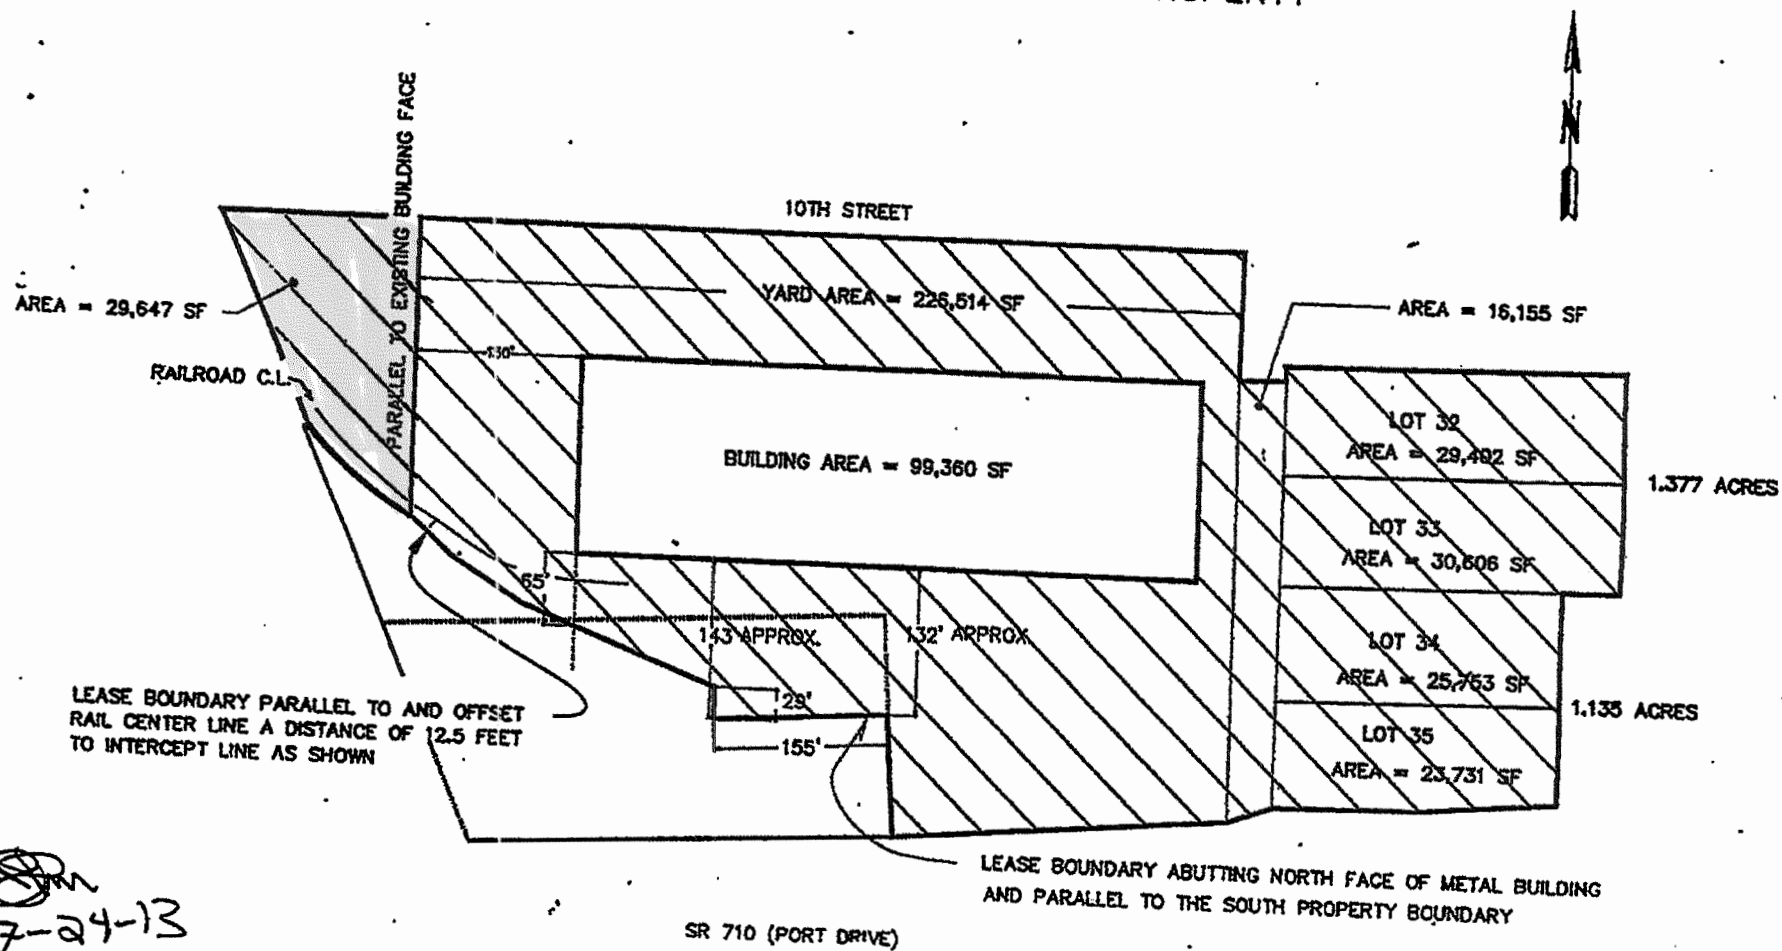 N
PARALLEL TO EXISTING BUILDING FACE
10TH STREET
AREA = 29,647 SF
YARD AREA = 226,514 SF
AREA = 16,155 SF
130'
RAILROAD C.L.
BUILDING AREA = 99,360 SF
LOT 32
AREA = 29,402 SF
1.377 ACRES
LOT 33
AREA = 30,606 SF
65'
143 APPROX.
132' APPROX.
LOT 34
AREA = 25,753 SF
1.135 ACRES
29'
155'
LOT 35
AREA = 23,731 SF
LEASE BOUNDARY PARALLEL TO AND OFFSET
RAIL CENTER LINE A DISTANCE OF 12.5 FEET
TO INTERCEPT LINE AS SHOWN
LEASE BOUNDARY ABUTTING NORTH FACE OF METAL BUILDING
AND PARALLEL TO THE SOUTH PROPERTY BOUNDARY
7-24-13
SR 710 (PORT DRIVE)